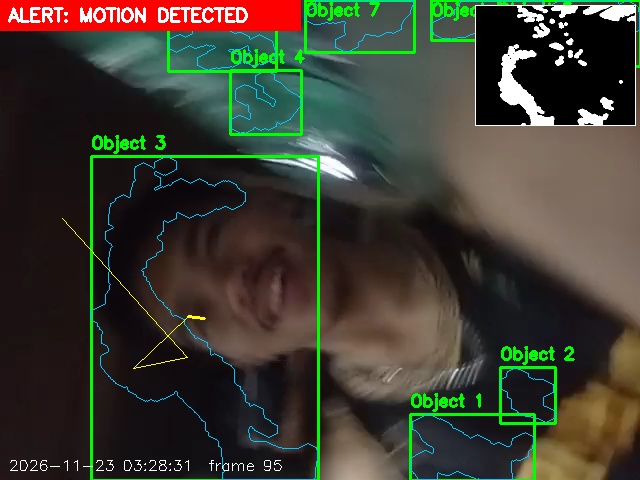 ALERT: MOTION DETECTED
Object 7
Object 4
Object 3
Object 2
Object 1
2026-11-23 03:28:31 frame 95